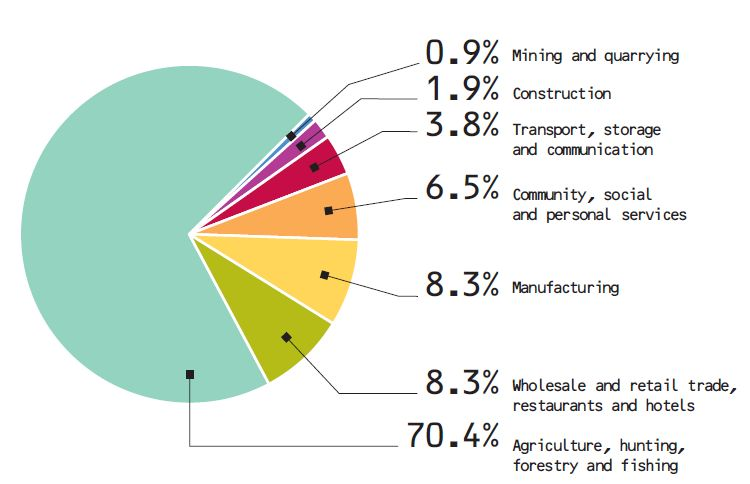 0.9% Mining and quarrying
1.9% Construction
3.8% Transport, storage
and communication
6.5% Community, social
and personal services
8.3% Manufacturing
8.3% Wholesale and retail trade,
restaurants and hotels
70.4% Agriculture, hunting,
forestry and fishing